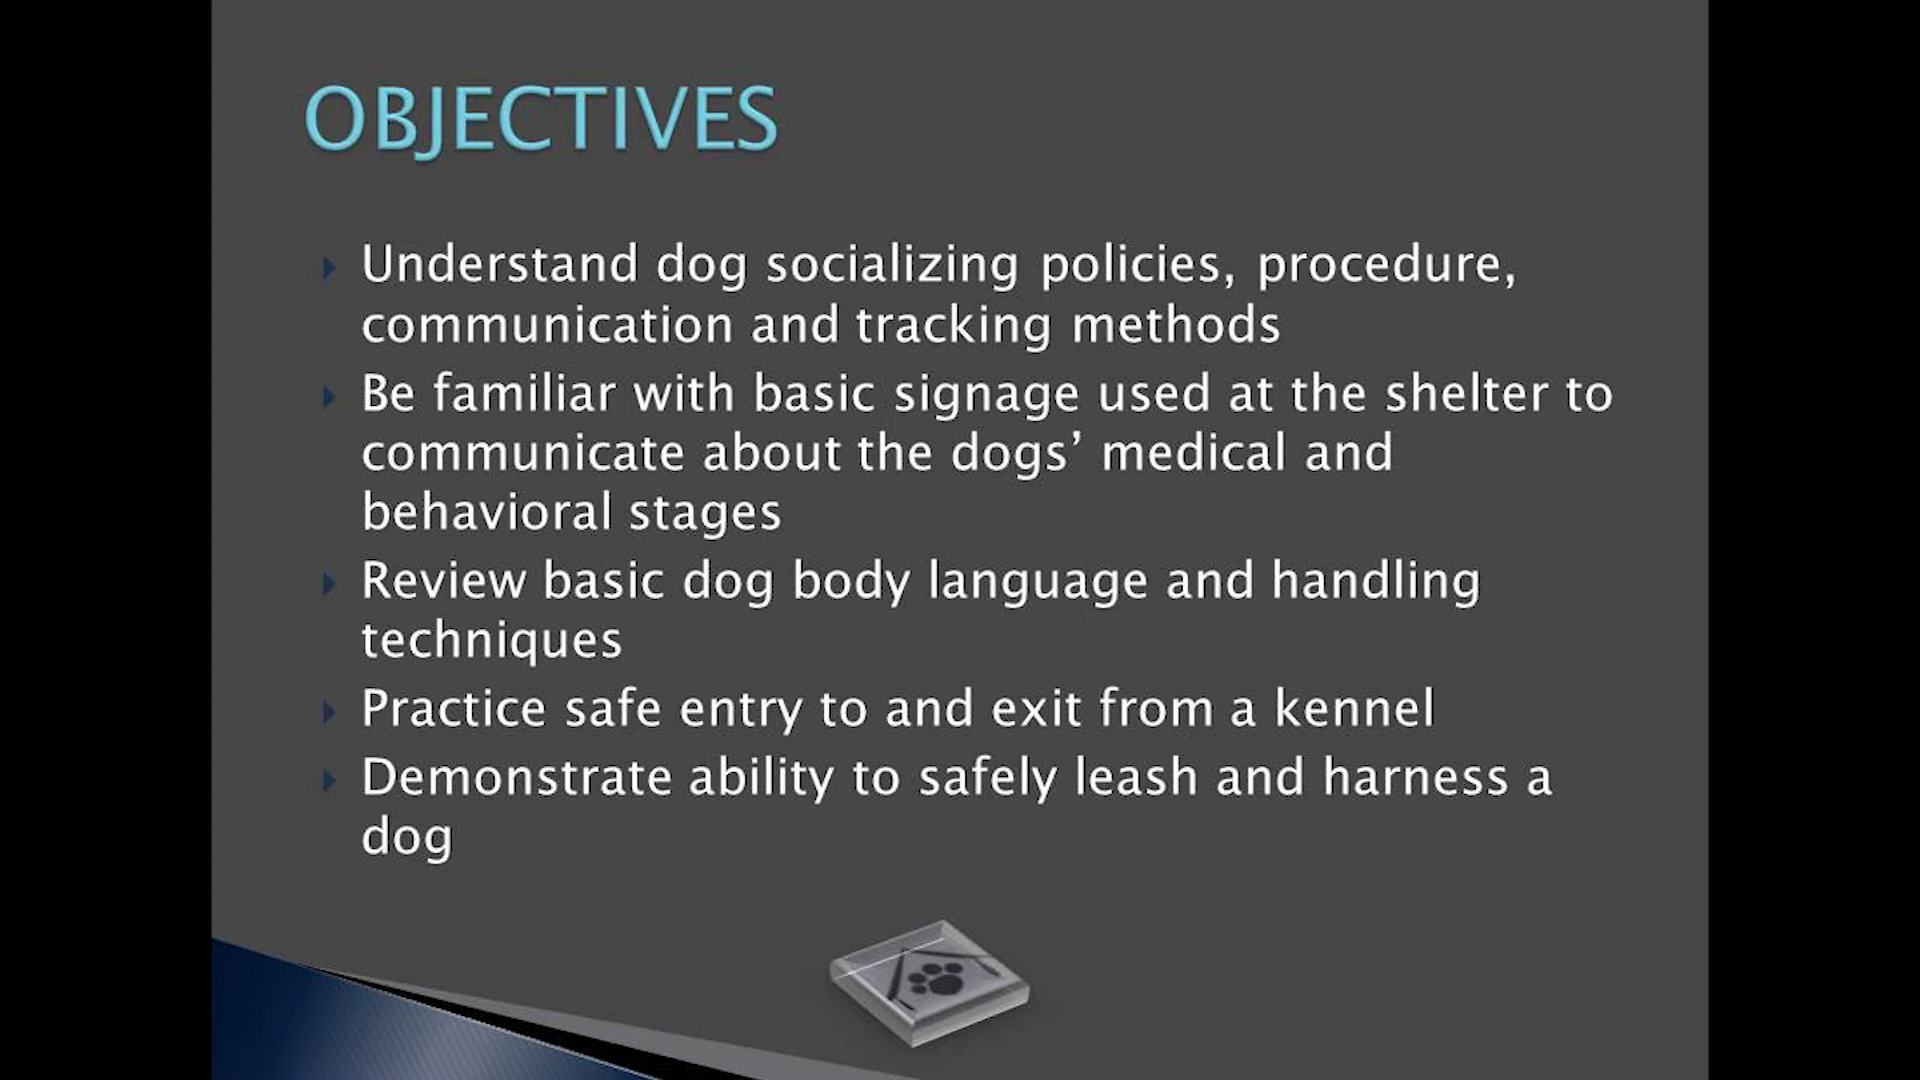 OBJECTIVES
Understand dog socializing policies, procedure,
communication and tracking methods
Be familiar with basic signage used at the shelter to
communicate about the dogs’ medical and
behavioral stages
Review basic dog body language and handling
techniques
Practice safe entry to and exit from a kennel
Demonstrate ability to safely leash and harness a
dog